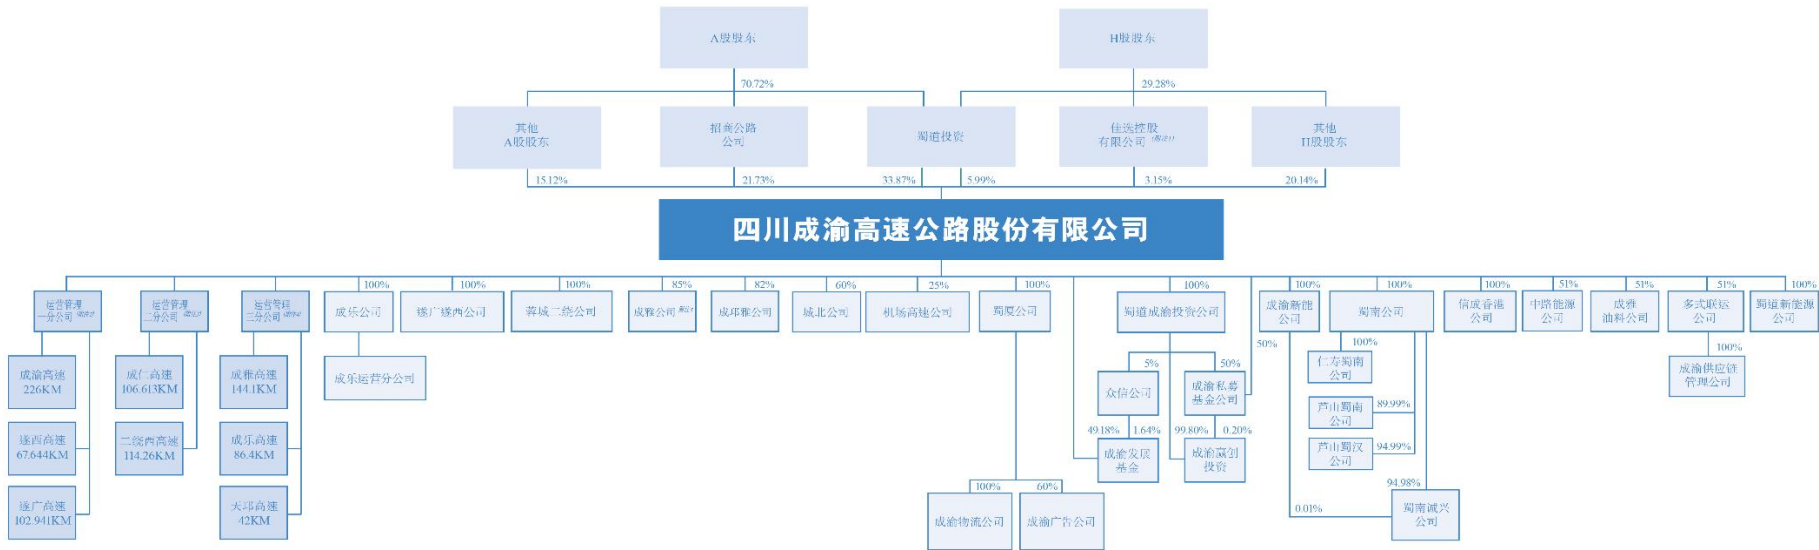 A股股东
H股股东
70.72%
29.28%
其他
A股股东
招商公路
公司
蜀道投资
佳选控股
有限公司
其他
H股股东
15.12%
21.73%
33.87%
5.99%
3.15%
20.14%
四川成渝高速公路股份有限公司
运营管理
一分公司
运营管理
二分公司
运营管理
三分公司
100%
成乐公司
100%
遂广遂西公司
100%
蓉城二绕公司
85%
成雅公司
82%
成邛雅公司
60%
城北公司
25%
机场高速公司
100%
蜀厦公司
100%
蜀道成渝投资公司
100%
成渝新能
公司
100%
蜀南公司
100%
信成香港
公司
51%
中路能源
公司
51%
成雅
油料公司
51%
多式联运
公司
100%
蜀道新能源
公司
成渝高速
226KM
成仁高速
106.613KM
成雅高速
144.1KM
成乐运营分公司
5%
众信公司
50%
成渝私募
基金公司
50%
100%
仁寿蜀南
公司
100%
成渝供应链
管理公司
遂西高速
67.644KM
二绕西高速
114.26KM
成乐高速
86.4KM
49.18%
1.64%
成渝发展
基金
99.80%
0.20%
成渝赢创
投资
芦山蜀南
公司
89.99%
芦山蜀汉
公司
94.99%
遂广高速
102.941KM
天邛高速
42KM
100%
成渝物流公司
60%
成渝广告公司
0.01%
94.98%
蜀南诚兴
公司